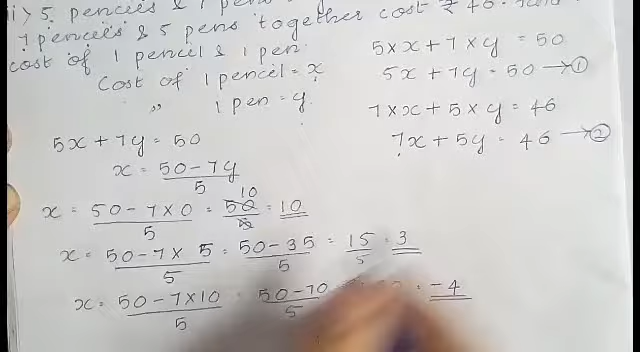 ii) 5 pencils & 7 pens
7 pencils & 5 pens together cost ₹ 46.
cost of 1 pencil & 1 pen.
Cost of 1 pencil = x
,, 1 pen = y.
5 × x + 7 × y = 50
5x + 7y = 50 → ①
7 × x + 5 × y = 46
7x + 5y = 46 → ②
5x + 7y = 50
x = 50 - 7y / 5
x = 50 - 7 × 0 / 5 = 50 / 5 = 10
10
x = 50 - 7 × 5 / 5 = 50 - 35 / 5 = 15 / 5 = 3
x = 50 - 7 × 10 / 5 = 50 - 70 / 5 = - 4